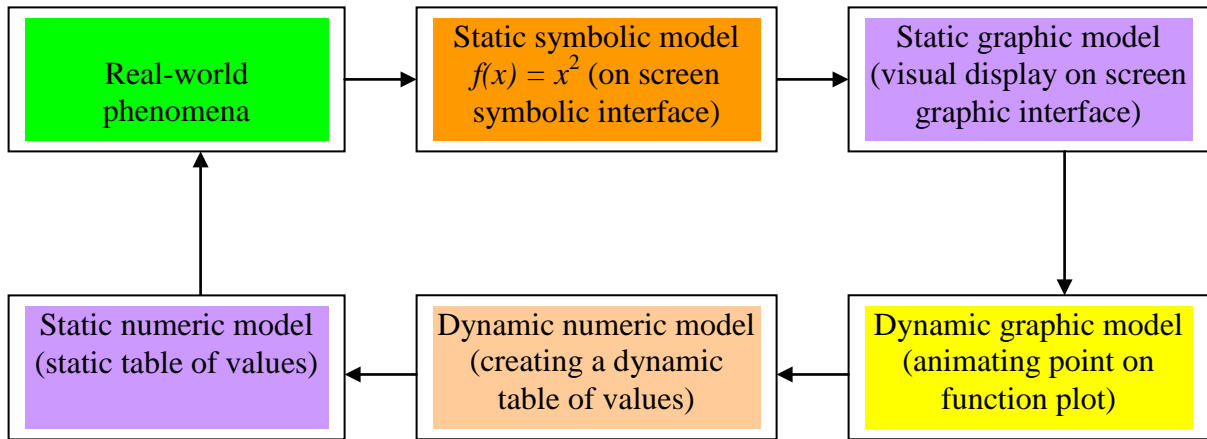 Real-world
phenomena
Static symbolic model
f(x) = x² (on screen
symbolic interface)
Static graphic model
(visual display on screen
graphic interface)
Static numeric model
(static table of values)
Dynamic numeric model
(creating a dynamic
table of values)
Dynamic graphic model
(animating point on
function plot)